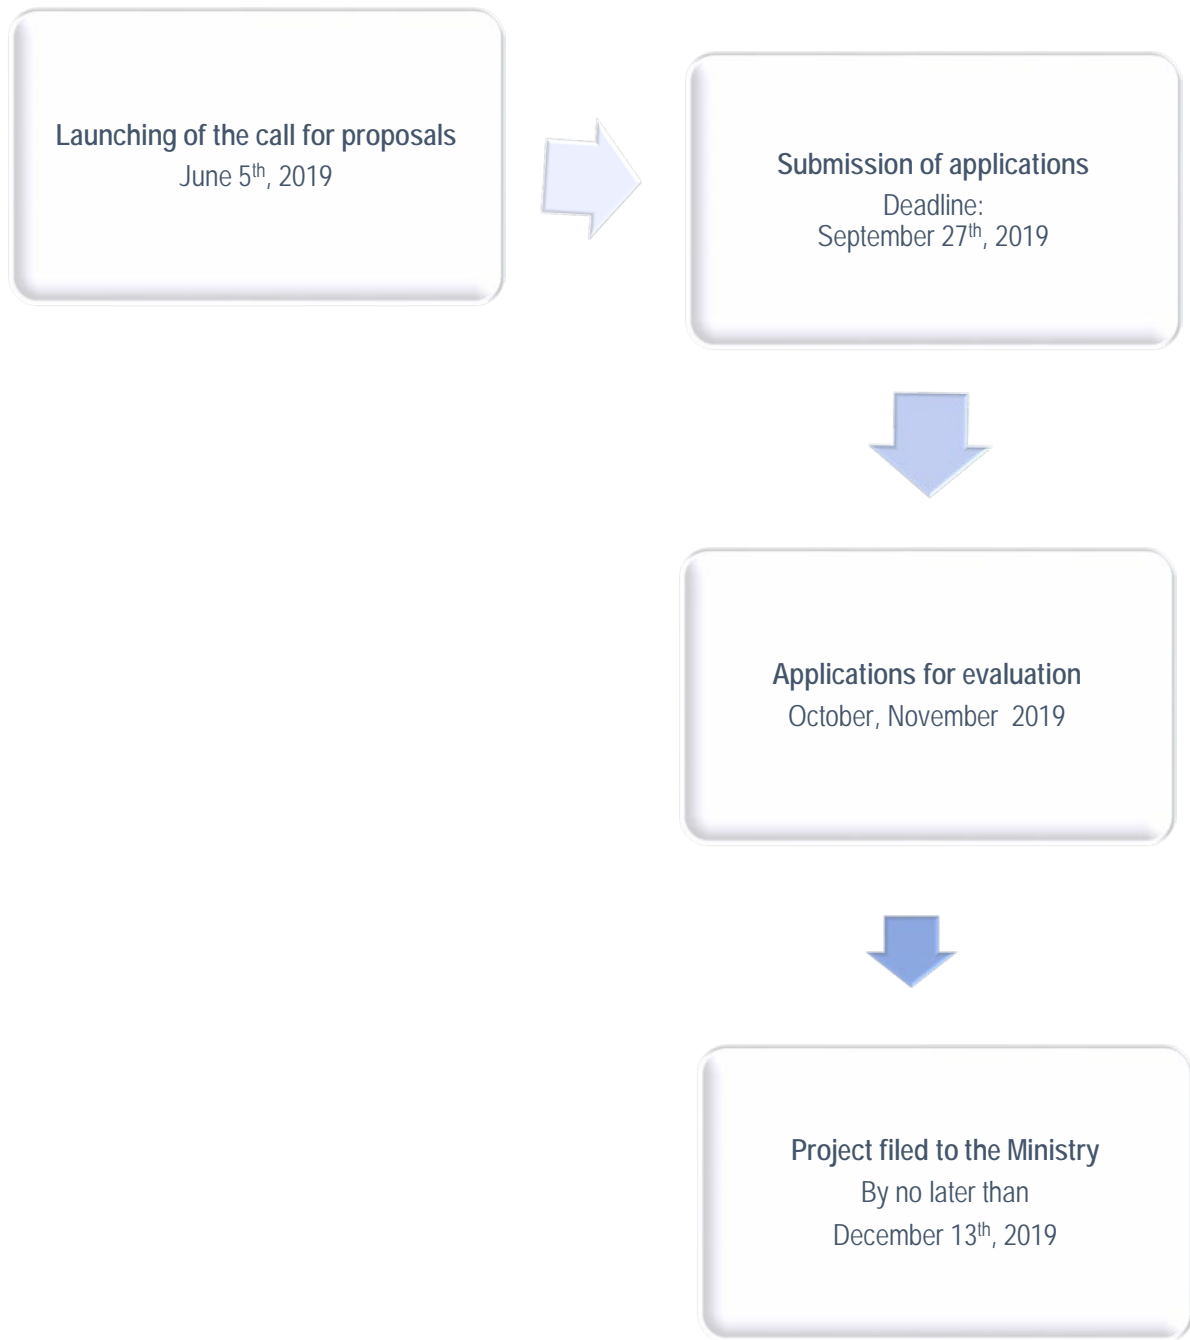 Launching of the call for proposals
June 5th, 2019
Submission of applications
Deadline:
September 27th, 2019
Applications for evaluation
October, November  2019
Project filed to the Ministry
By no later than
December 13th, 2019